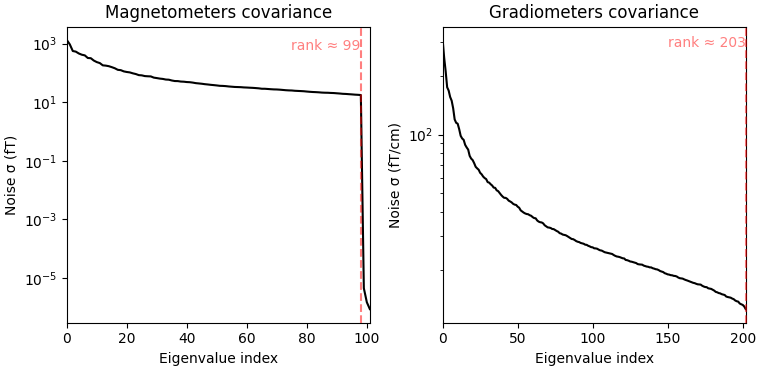 Magnetometers covariance
Noise σ (fT)
10³
10¹
10⁻¹
10⁻³
10⁻⁵
rank ≈ 99
0 20 40 60 80 100
Eigenvalue index
Gradiometers covariance
Noise σ (fT/cm)
10²
rank ≈ 203
0 50 100 150 200
Eigenvalue index